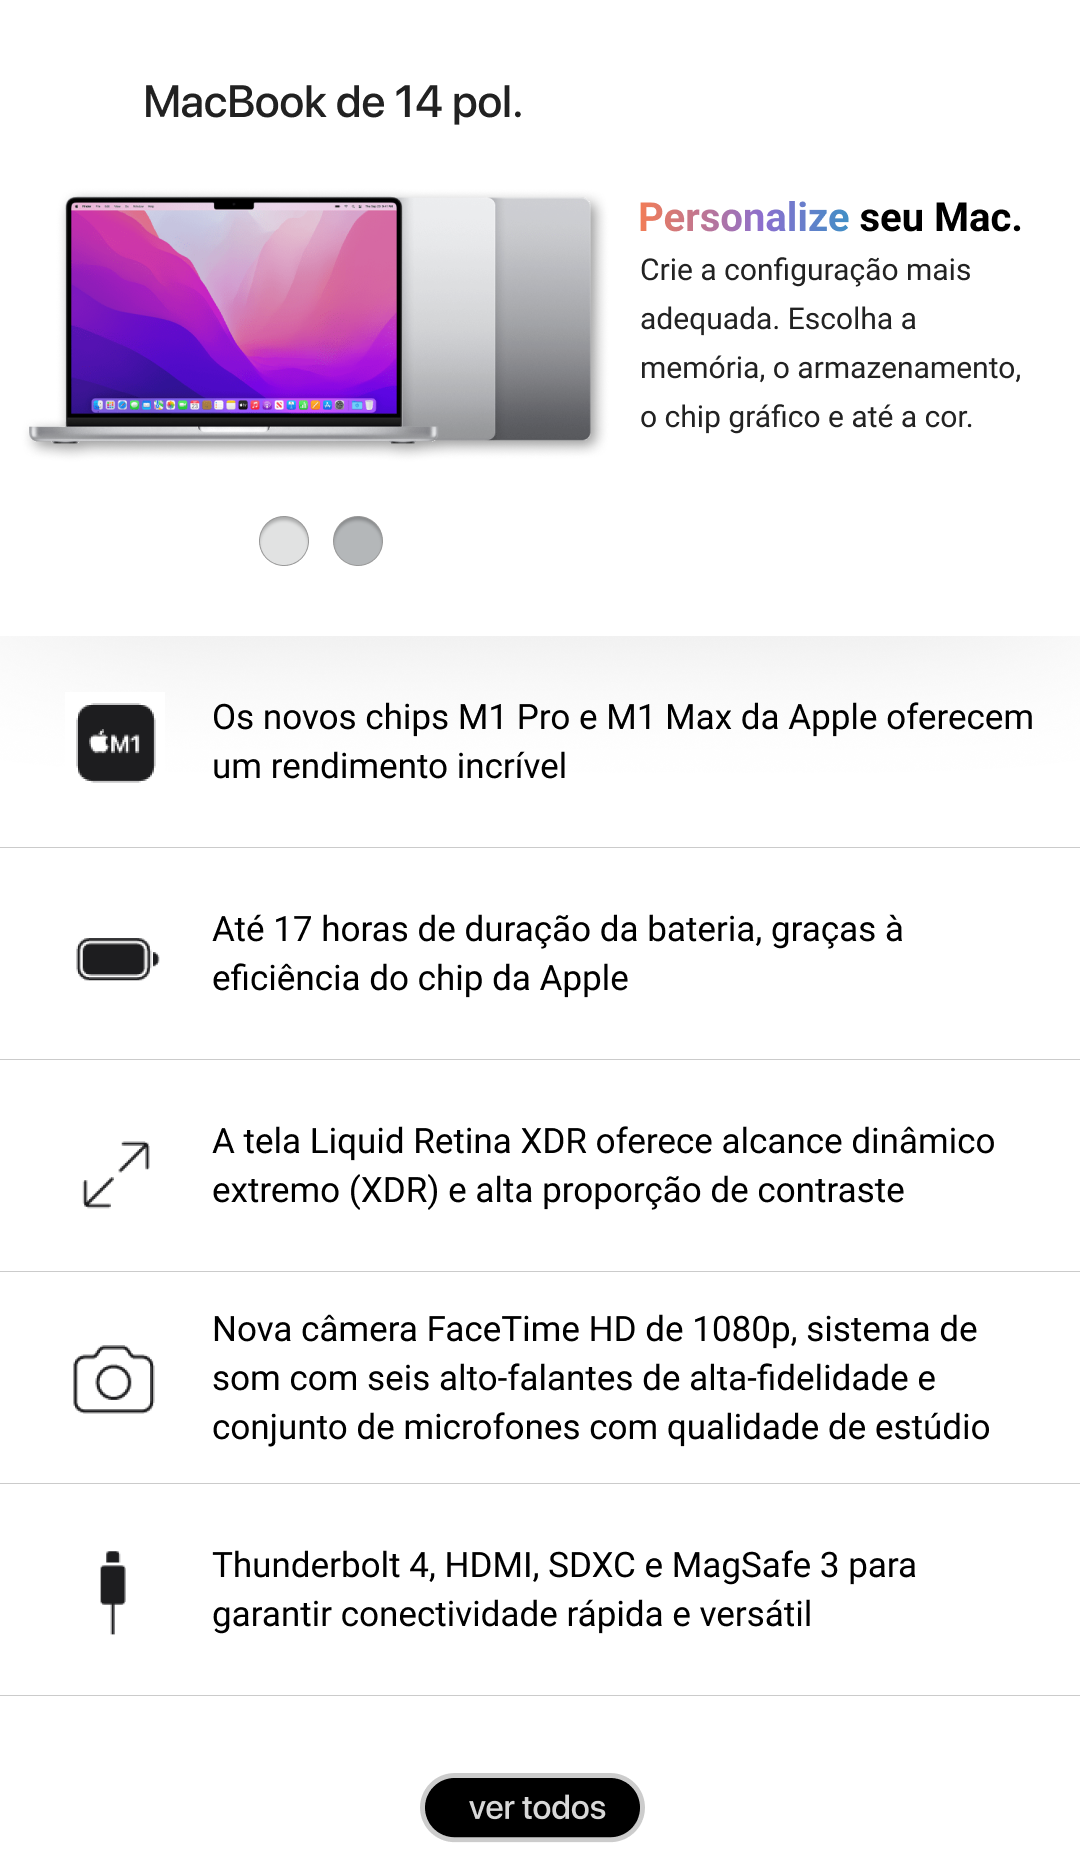 MacBook de 14 pol.
Personalize seu Mac.
Crie a configuração mais
adequada. Escolha a
memória, o armazenamento,
o chip gráfico e até a cor.
M1
Os novos chips M1 Pro e M1 Max da Apple oferecem
um rendimento incrível
Até 17 horas de duração da bateria, graças à
eficiência do chip da Apple
A tela Liquid Retina XDR oferece alcance dinâmico
extremo (XDR) e alta proporção de contraste
Nova câmera FaceTime HD de 1080p, sistema de
som com seis alto-falantes de alta-fidelidade e
conjunto de microfones com qualidade de estúdio
Thunderbolt 4, HDMI, SDXC e MagSafe 3 para
garantir conectividade rápida e versátil
ver todos